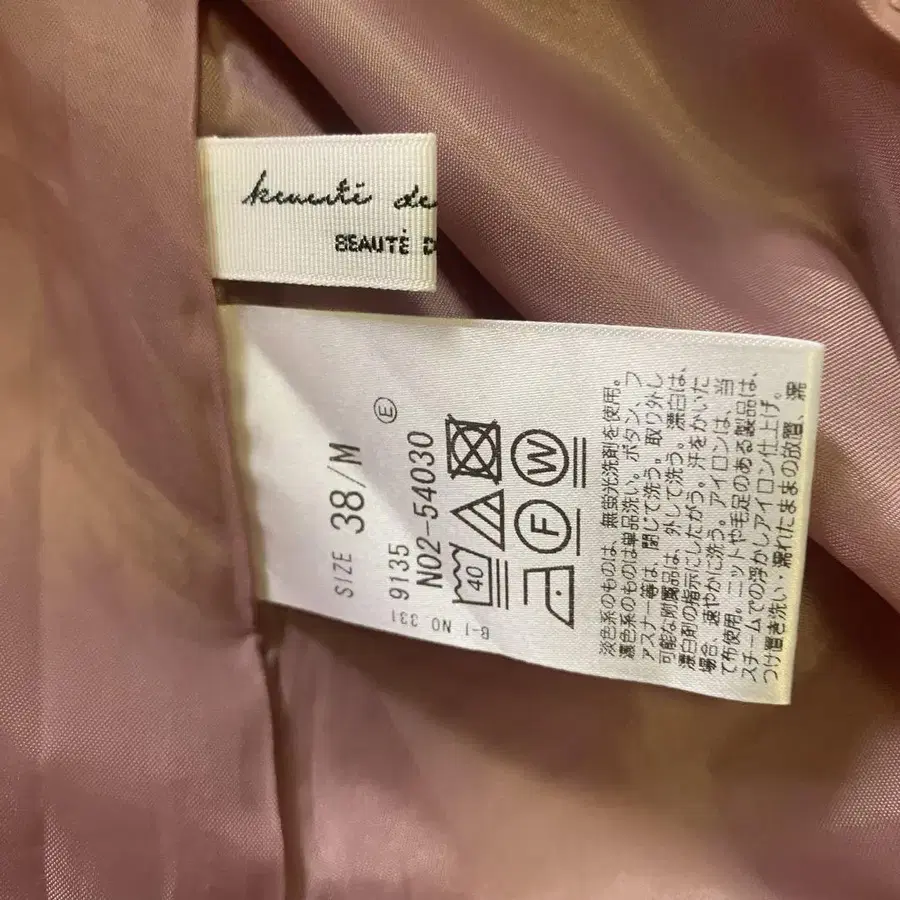 BEAUTÉ D
SIZE 38/M
9135
N02-54030
E
40
W
F
淡色系のものは、無蛍光洗剤を使用。
濃色系のものは単品洗い。ボタン、フ
ァスナー等は、閉じて洗う。取り外し
可能な附属品は、外して洗う。漂白は、
漂白剤の指示にしたがう。汗をかいた
場合、速やかに洗う。アイロンは、当
て布使用。ニットや毛足のある製品は、
スチームでの浮かしアイロン仕上げ。
つけ置き洗い・濡れたままの放置、濡
B-1 NO 331